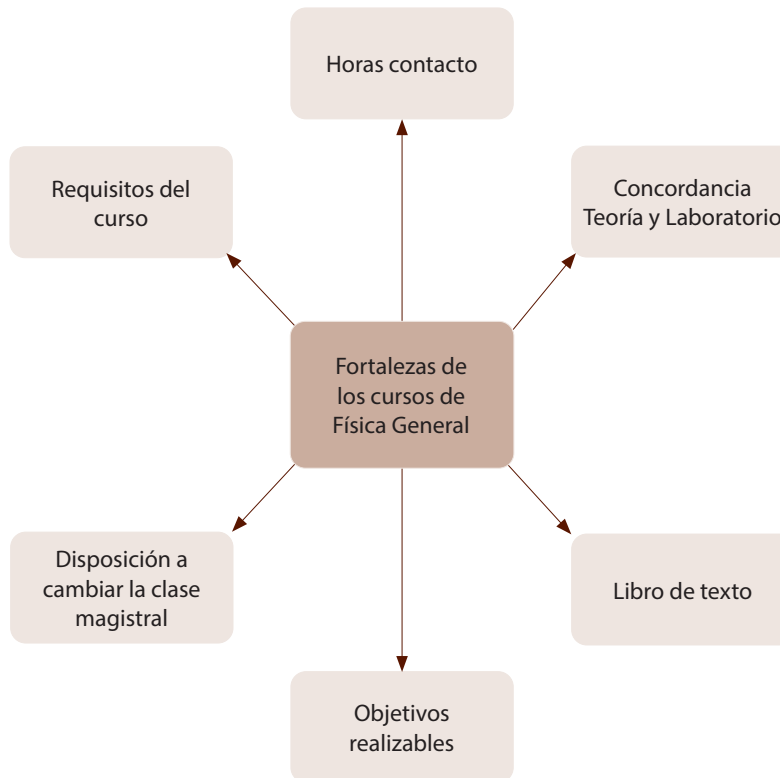 Horas contacto
Requisitos del
curso
Concordancia
Teoría y Laboratorio
Fortalezas de
los cursos de
Física General
Disposición a
cambiar la clase
magistral
Libro de texto
Objetivos
realizables